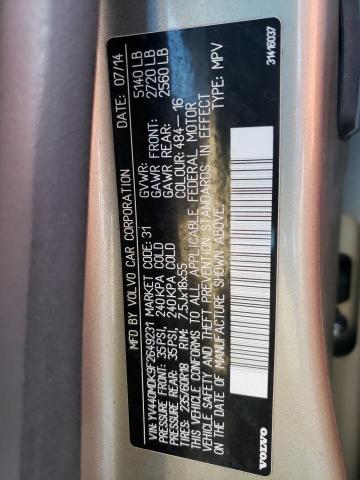 MFD BY VOLVO CAR CORPORATION DATE: 07/14
GVWR: 5140 LB
GAWR FRONT: 2720 LB
GAWR REAR: 2560 LB
VIN: YV440MDK9F2649231 MARKET CODE: 31
PRESSURE FRONT: 35PSI, 240KPA COLD
PRESSURE REAR: 35PSI, 240KPA COLD COLOUR: 484-16
TIRES: 235/60R18 RIM: 7.5JX18X55 TYPE: MPV
THIS VEHICLE CONFORMS TO ALL APPLICABLE FEDERAL MOTOR
VEHICLE SAFETY AND THEFT PREVENTION STANDARDS IN EFFECT
ON THE DATE OF MANUFACTURE SHOWN ABOVE.
VOLVO 31416037